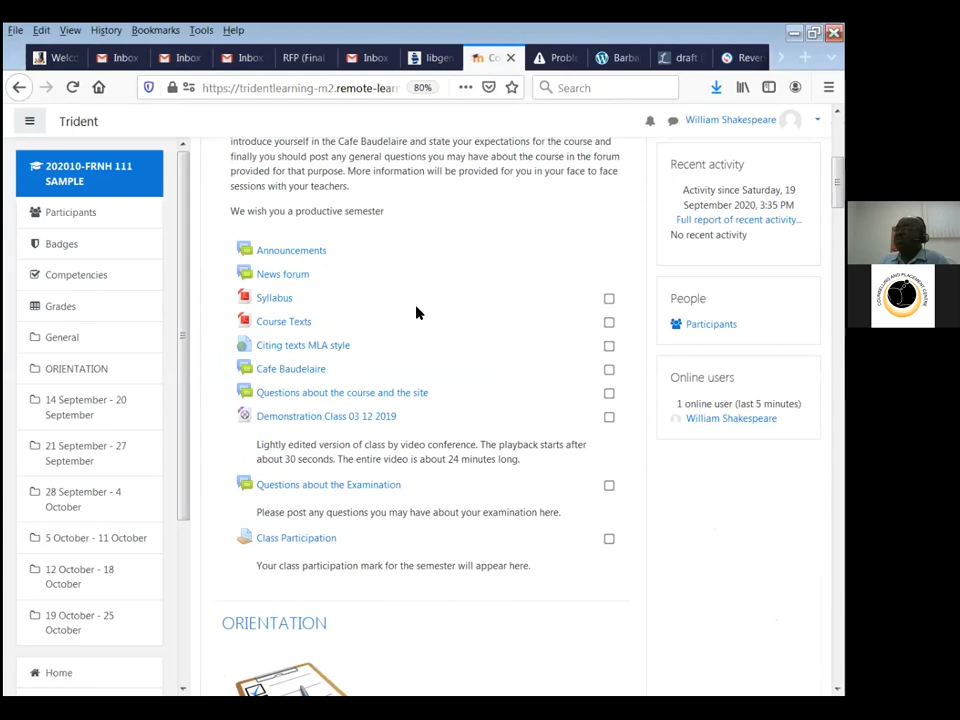 File Edit View History Bookmarks Tools Help
Welc Inbox Inbox Inbox RFP (Final Inbox libger Co Proble Barba draft Rever
https://tridentlearning-m2.remote-lear 80% Search
Trident William Shakespeare
202010-FRNH 111
SAMPLE
Participants
Badges
Competencies
Grades
General
ORIENTATION
14 September - 20
September
21 September - 27
September
28 September - 4
October
5 October - 11 October
12 October - 18
October
19 October - 25
October
Home
introduce yourself in the Cafe Baudelaire and state your expectations for the course and
finally you should post any general questions you may have about the course in the forum
provided for that purpose. More information will be provided for you in your face to face
sessions with your teachers.
We wish you a productive semester
Announcements
News forum
Syllabus
Course Texts
Citing texts MLA style
Cafe Baudelaire
Questions about the course and the site
Demonstration Class 03 12 2019
Lightly edited version of class by video conference. The playback starts after
about 30 seconds. The entire video is about 24 minutes long.
Questions about the Examination
Please post any questions you may have about your examination here.
Class Participation
Your class participation mark for the semester will appear here.
ORIENTATION
Recent activity
Activity since Saturday, 19
September 2020, 3:35 PM
Full report of recent activity...
No recent activity
People
Participants
Online users
1 online user (last 5 minutes)
William Shakespeare
COUNSELLING AND PLACEMENT CENTRE